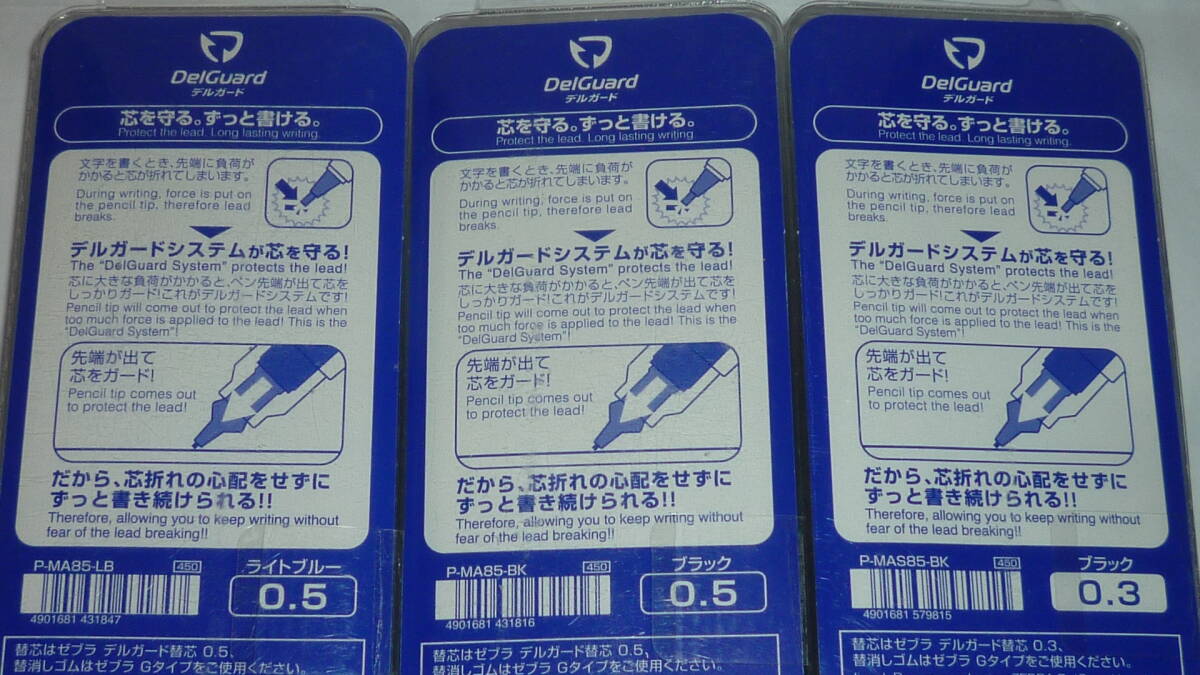 DelGuard
デルガード
芯を守る。ずっと書ける。
Protect the lead. Long lasting writing.
文字を書くとき、先端に負荷が
かかると芯が折れてしまいます。
During writing, force is put on
the pencil tip, therefore lead
breaks.
デルガードシステムが芯を守る!
The "DelGuard System" protects the lead!
芯に大きな負荷がかかると、ペン先端が出て芯を
しっかりガード!これがデルガードシステムです!
Pencil tip will come out to protect the lead when
too much force is applied to the lead! This is the
"DelGuard System"!
先端が出て
芯をガード!
Pencil tip comes out
to protect the lead!
だから、芯折れの心配をせずに
ずっと書き続けられる!!
Therefore, allowing you to keep writing without
fear of the lead breaking!!
P-MA85-LB
450
ライトブルー
0.5
4901681 431847
替芯はゼブラ デルガード替芯 0.5、
替消しゴムはゼブラ Gタイプをご使用ください。
DelGuard
デルガード
芯を守る。ずっと書ける。
Protect the lead. Long lasting writing.
文字を書くとき、先端に負荷が
かかると芯が折れてしまいます。
During writing, force is put on
the pencil tip, therefore lead
breaks.
デルガードシステムが芯を守る!
The "DelGuard System" protects the lead!
芯に大きな負荷がかかると、ペン先端が出て芯を
しっかりガード!これがデルガードシステムです!
Pencil tip will come out to protect the lead when
too much force is applied to the lead! This is the
"DelGuard System"!
先端が出て
芯をガード!
Pencil tip comes out
to protect the lead!
だから、芯折れの心配をせずに
ずっと書き続けられる!!
Therefore, allowing you to keep writing without
fear of the lead breaking!!
P-MA85-BK
450
ブラック
0.5
4901681 431816
替芯はゼブラ デルガード替芯 0.5、
替消しゴムはゼブラ Gタイプをご使用ください。
DelGuard
デルガード
芯を守る。ずっと書ける。
Protect the lead. Long lasting writing.
文字を書くとき、先端に負荷が
かかると芯が折れてしまいます。
During writing, force is put on
the pencil tip, therefore lead
breaks.
デルガードシステムが芯を守る!
The "DelGuard System" protects the lead!
芯に大きな負荷がかかると、ペン先端が出て芯を
しっかりガード!これがデルガードシステムです!
Pencil tip will come out to protect the lead when
too much force is applied to the lead! This is the
"DelGuard System"!
先端が出て
芯をガード!
Pencil tip comes out
to protect the lead!
だから、芯折れの心配をせずに
ずっと書き続けられる!!
Therefore, allowing you to keep writing without
fear of the lead breaking!!
P-MAS85-BK
450
ブラック
0.3
4901681 579815
替芯はゼブラ デルガード替芯 0.3、
替消しゴムはゼブラ Gタイプをご使用ください。